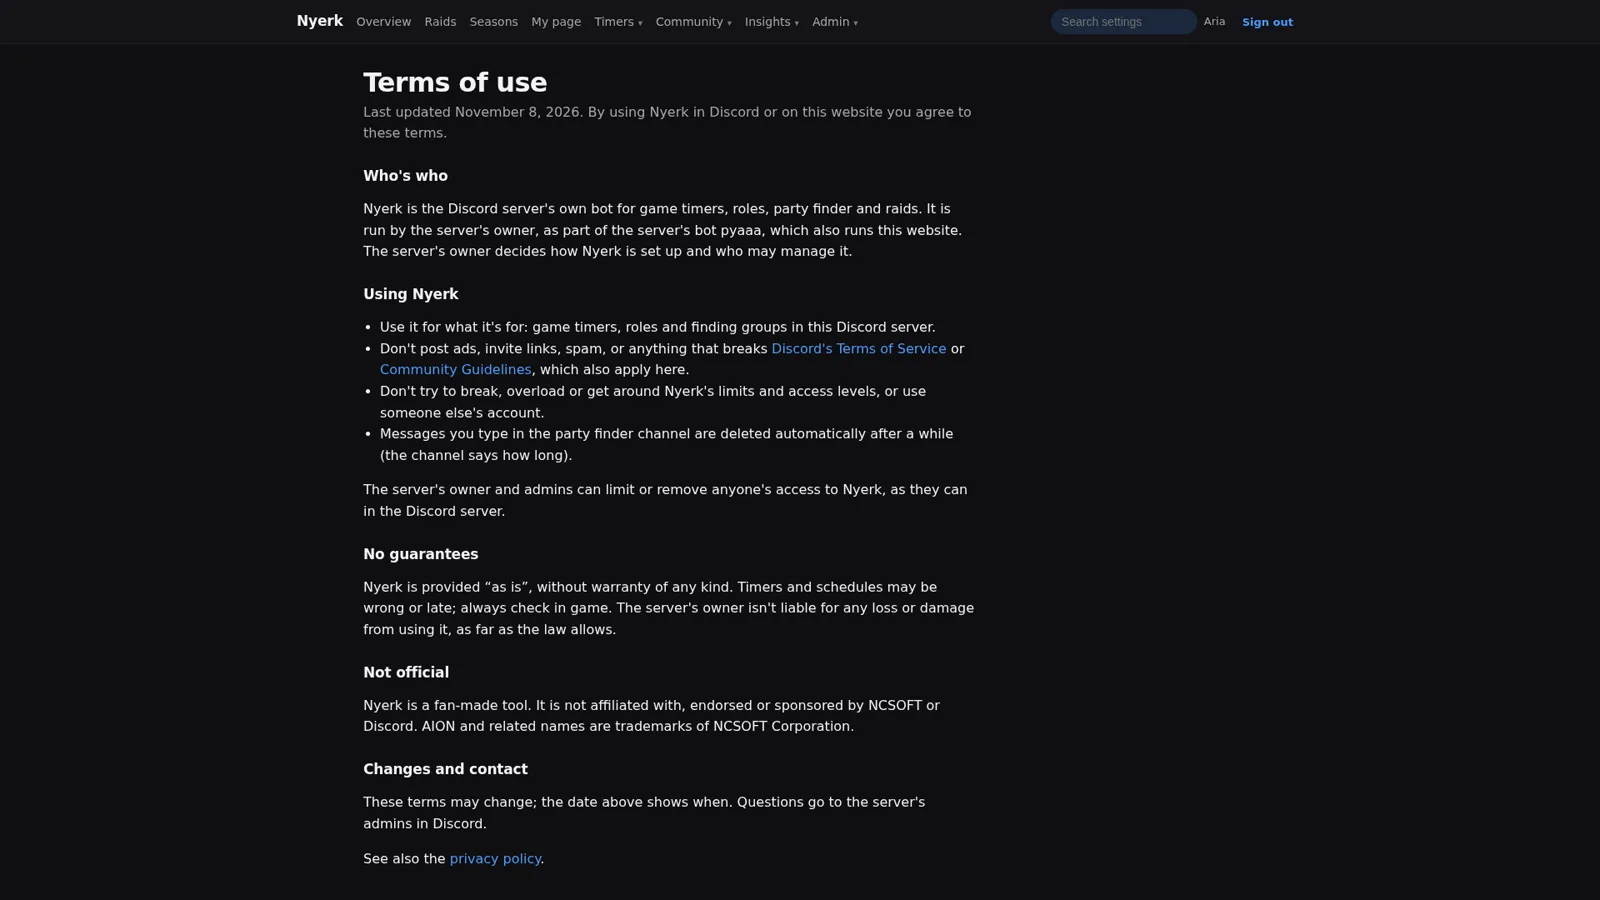 Nyerk Overview Raids Seasons My page Timers ▾ Community ▾ Insights ▾ Admin ▾ Search settings Aria Sign out
Terms of use
Last updated November 8, 2026. By using Nyerk in Discord or on this website you agree to
these terms.
Who's who
Nyerk is the Discord server's own bot for game timers, roles, party finder and raids. It is
run by the server's owner, as part of the server's bot pyaaa, which also runs this website.
The server's owner decides how Nyerk is set up and who may manage it.
Using Nyerk
• Use it for what it's for: game timers, roles and finding groups in this Discord server.
• Don't post ads, invite links, spam, or anything that breaks Discord's Terms of Service or
Community Guidelines, which also apply here.
• Don't try to break, overload or get around Nyerk's limits and access levels, or use
someone else's account.
• Messages you type in the party finder channel are deleted automatically after a while
(the channel says how long).
The server's owner and admins can limit or remove anyone's access to Nyerk, as they can
in the Discord server.
No guarantees
Nyerk is provided “as is”, without warranty of any kind. Timers and schedules may be
wrong or late; always check in game. The server's owner isn't liable for any loss or damage
from using it, as far as the law allows.
Not official
Nyerk is a fan-made tool. It is not affiliated with, endorsed or sponsored by NCSOFT or
Discord. AION and related names are trademarks of NCSOFT Corporation.
Changes and contact
These terms may change; the date above shows when. Questions go to the server's
admins in Discord.
See also the privacy policy.